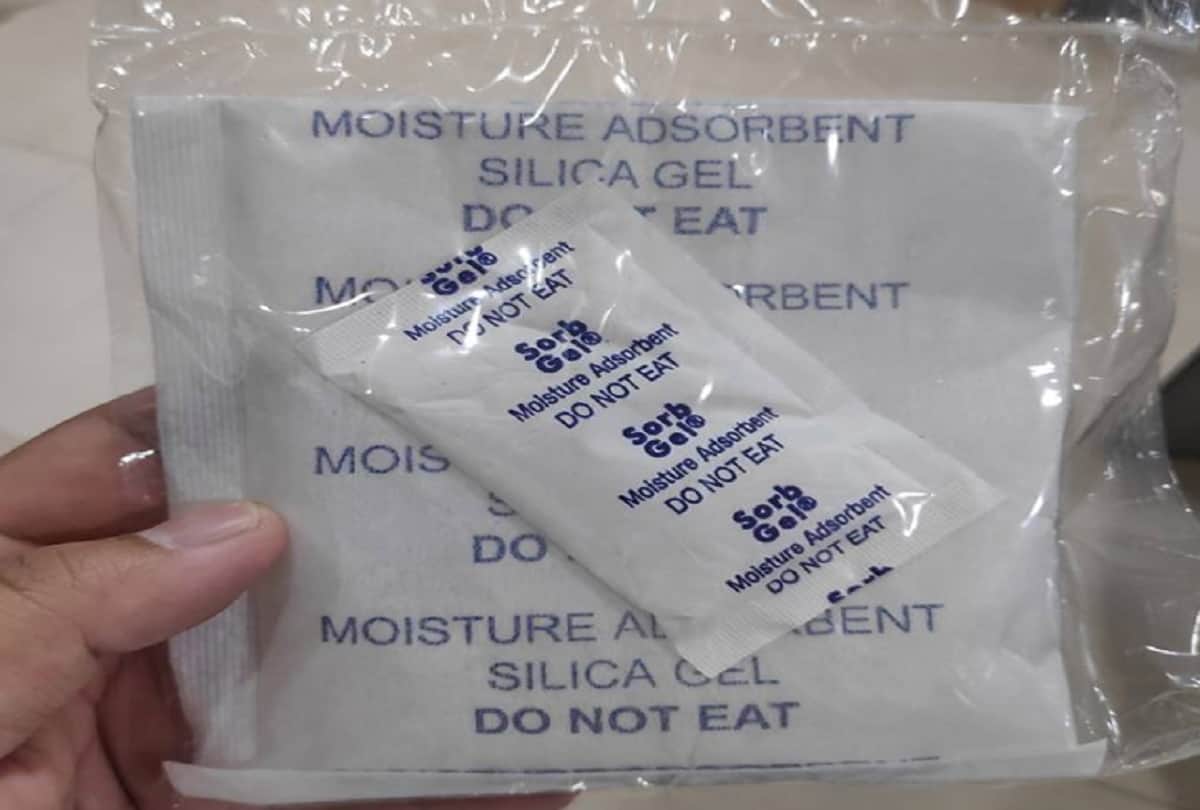 MOISTURE ADSORBENT
SILICA GEL
DO EAT
Gel®
Moisture Adsorbent
DO NOT EAT
Sorb
Gel®
Moisture Adsorbent
DO NOT EAT
Sorb
Gel®
Moisture Adsorbent
DO NOT EAT
Sorb
Gel®
Moisture Adsorbent
DO NOT EAT
DO
MOISTURE
SILICA GEL
DO NOT EAT